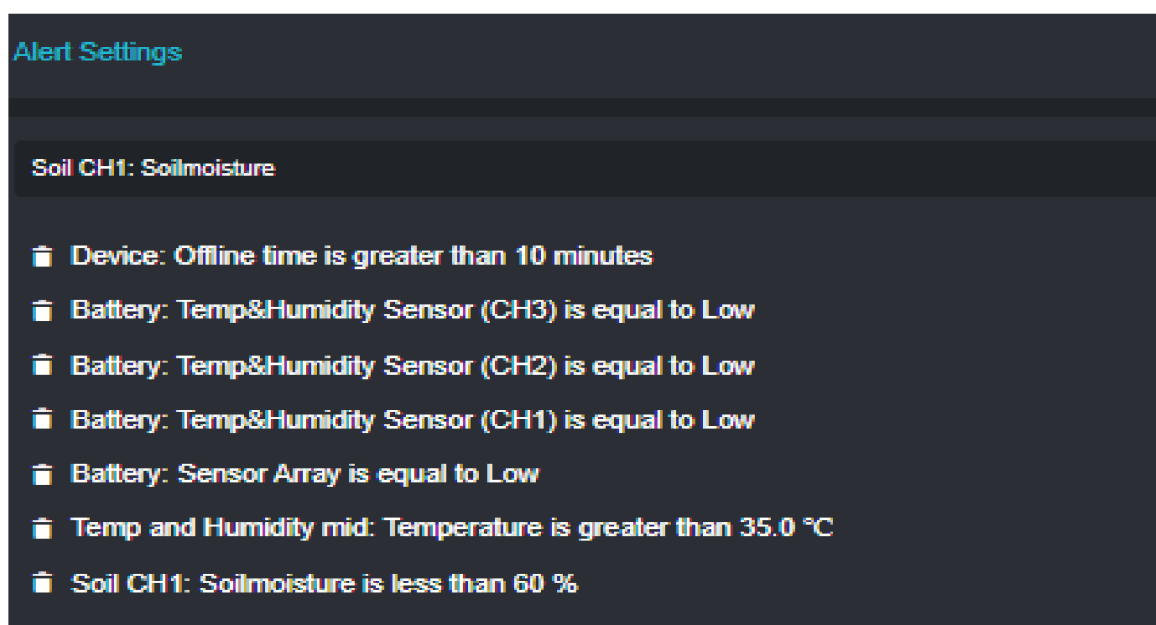 Alert Settings
Soil CH1: Soilmoisture
Device: Offline time is greater than 10 minutes
Battery: Temp&Humidity Sensor (CH3) is equal to Low
Battery: Temp&Humidity Sensor (CH2) is equal to Low
Battery: Temp&Humidity Sensor (CH1) is equal to Low
Battery: Sensor Array is equal to Low
Temp and Humidity mid: Temperature is greater than 35.0 ℃
Soil CH1: Soilmoisture is less than 60 %